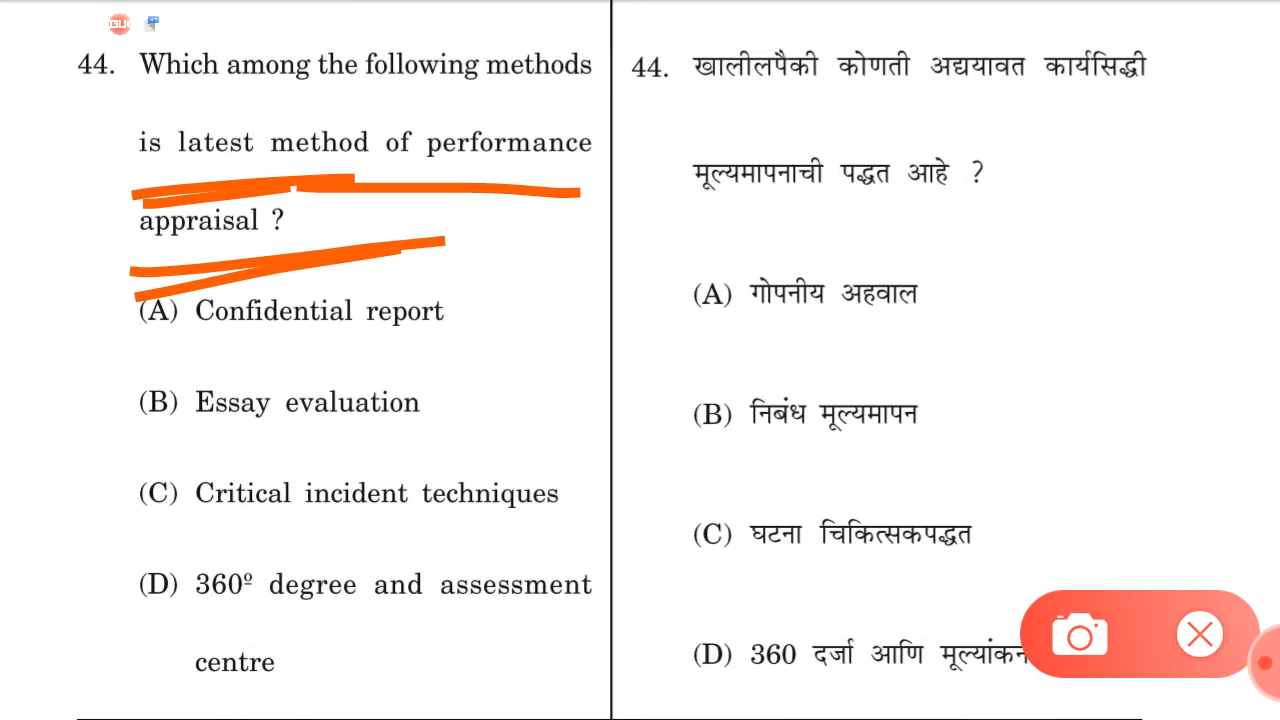 44. Which among the following methods
is latest method of performance
appraisal ?
(A) Confidential report
(B) Essay evaluation
(C) Critical incident techniques
(D) 360º degree and assessment
centre
44. खालीलपैकी कोणती अद्ययावत कार्यसिद्धी
मूल्यमापनाची पद्धत आहे ?
(A) गोपनीय अहवाल
(B) निबंध मूल्यमापन
(C) घटना चिकित्सकपद्धत
(D) 360 दर्जा आणि मूल्यांकन